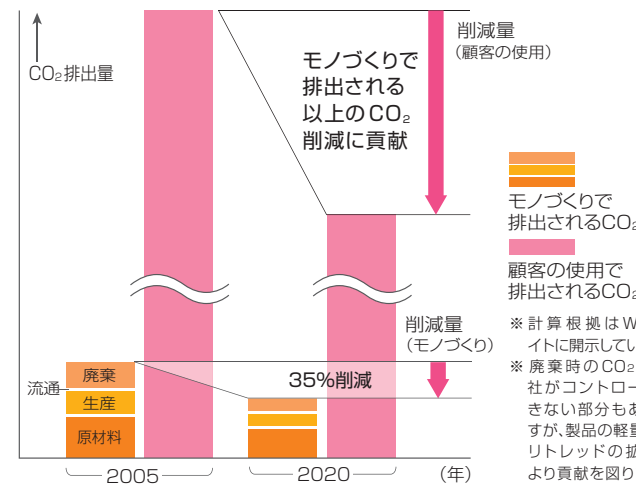 CO₂排出量
削減量
(顧客の使用)
モノづくりで
排出される
以上のCO₂
削減に貢献
モノづくりで
排出されるCO₂
顧客の使用で
排出されるCO₂
削減量
(モノづくり)
35%削減
流通
廃棄
生産
原材料
2005
2020
(年)
※計算根拠はW
イトに開示してい
※廃棄時のCO₂
社がコントロー
きない部分もあ
すが、製品の軽量
リトレッドの拡
より貢献を図り